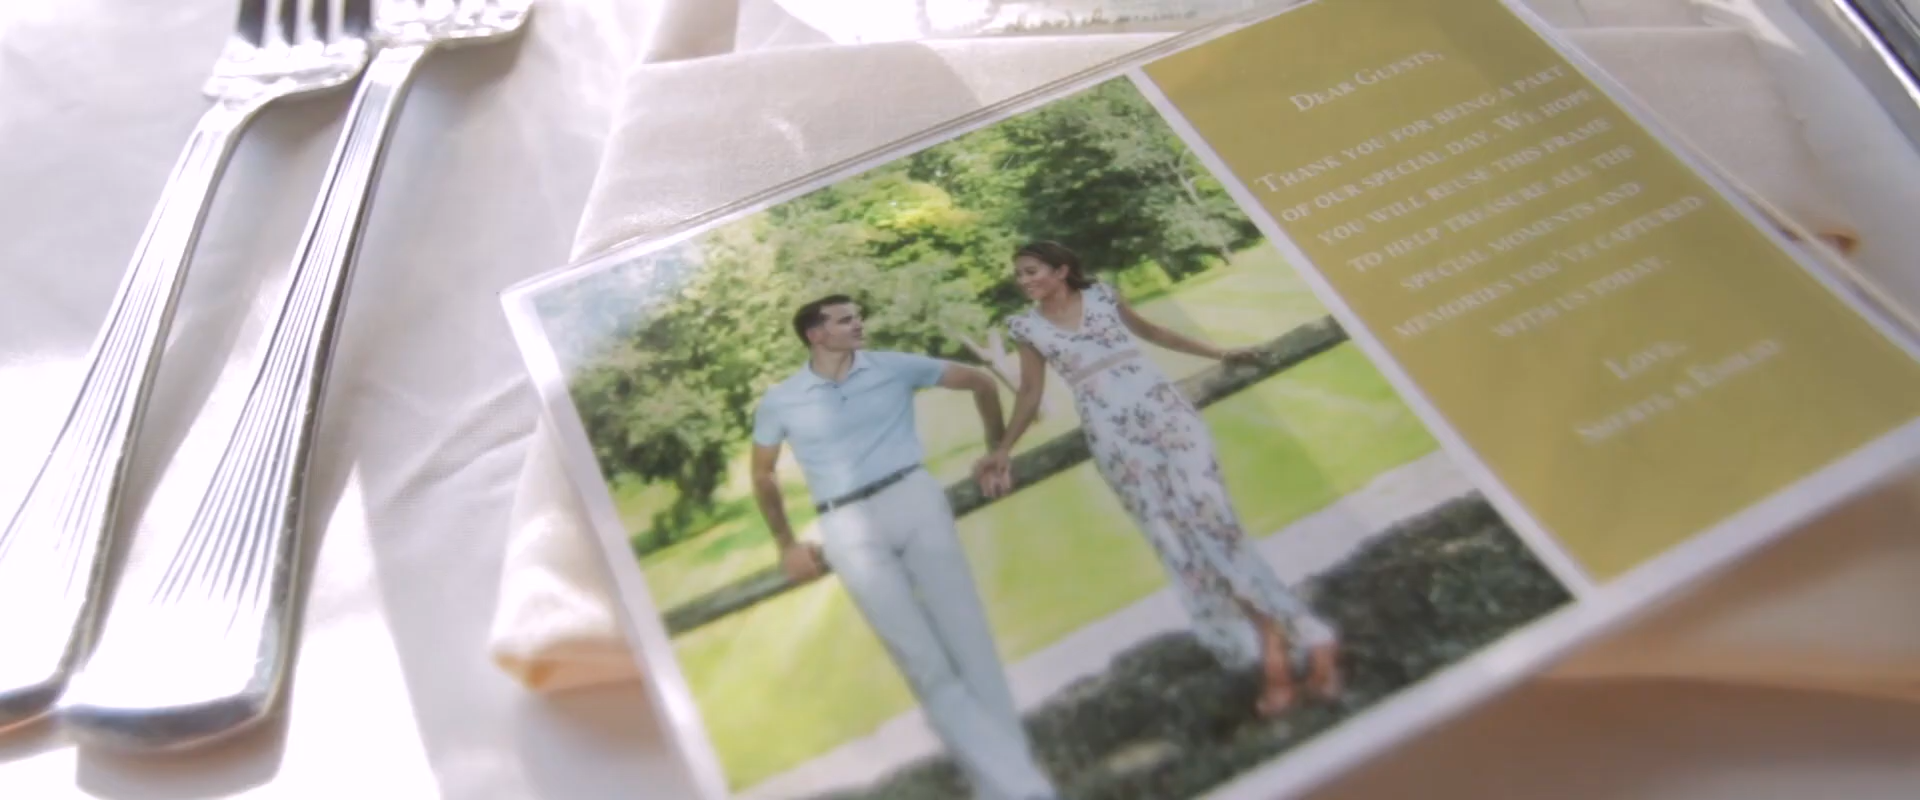 Dear Guests,
Thank you for being a part
of our special day. We hope
you will reuse this frame
to help treasure all the
special moments and
memories you've captured
with us today.
Love,
&